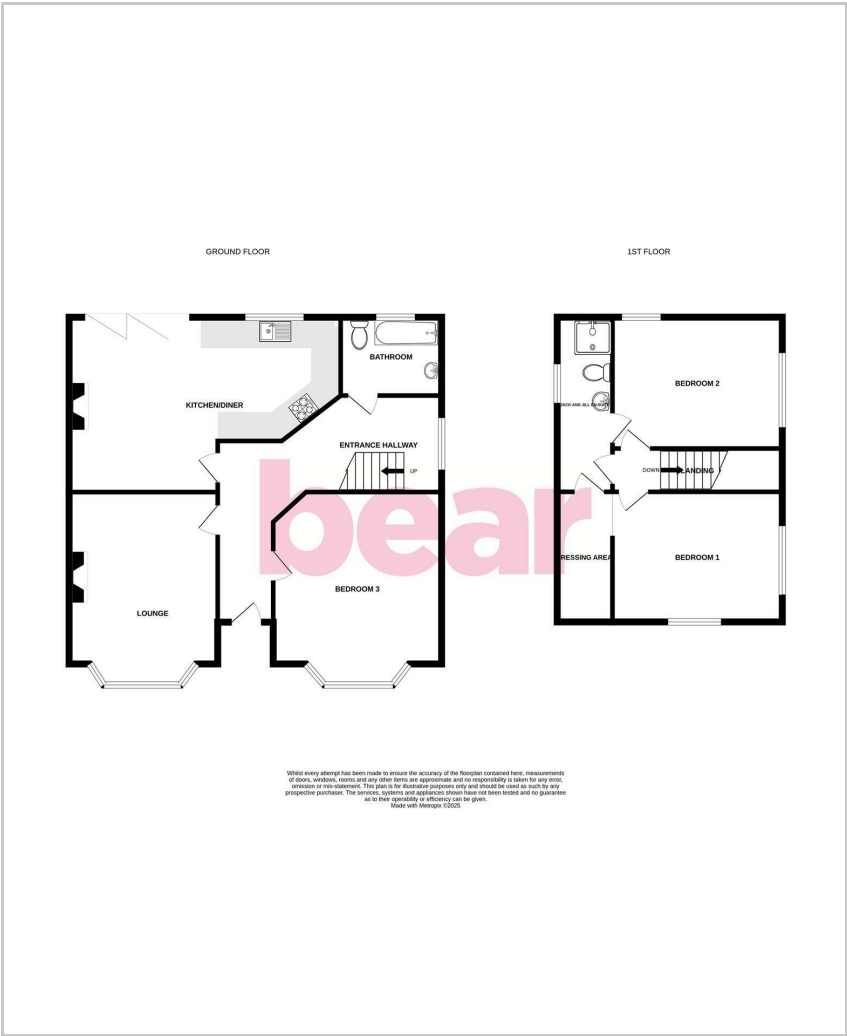 GROUND FLOOR
1ST FLOOR
BATHROOM
KITCHEN/DINER
ENTRANCE HALLWAY
UP
LOUNGE
BEDROOM 3
BEDROOM 2
JACK AND JILL EN-SUITE
DOWN
LANDING
RESSING AREA
BEDROOM 1
bear
Whilst every attempt has been made to ensure the accuracy of the floorplan contained here, measurements
of doors, windows, rooms and any other items are approximate and no responsibility is taken for any error,
omission or mis-statement. This plan is for illustrative purposes only and should be used as such by any
prospective purchaser. The services, systems and appliances shown have not been tested and no guarantee
as to their operability or efficiency can be given.
Made with Metropix ©2025